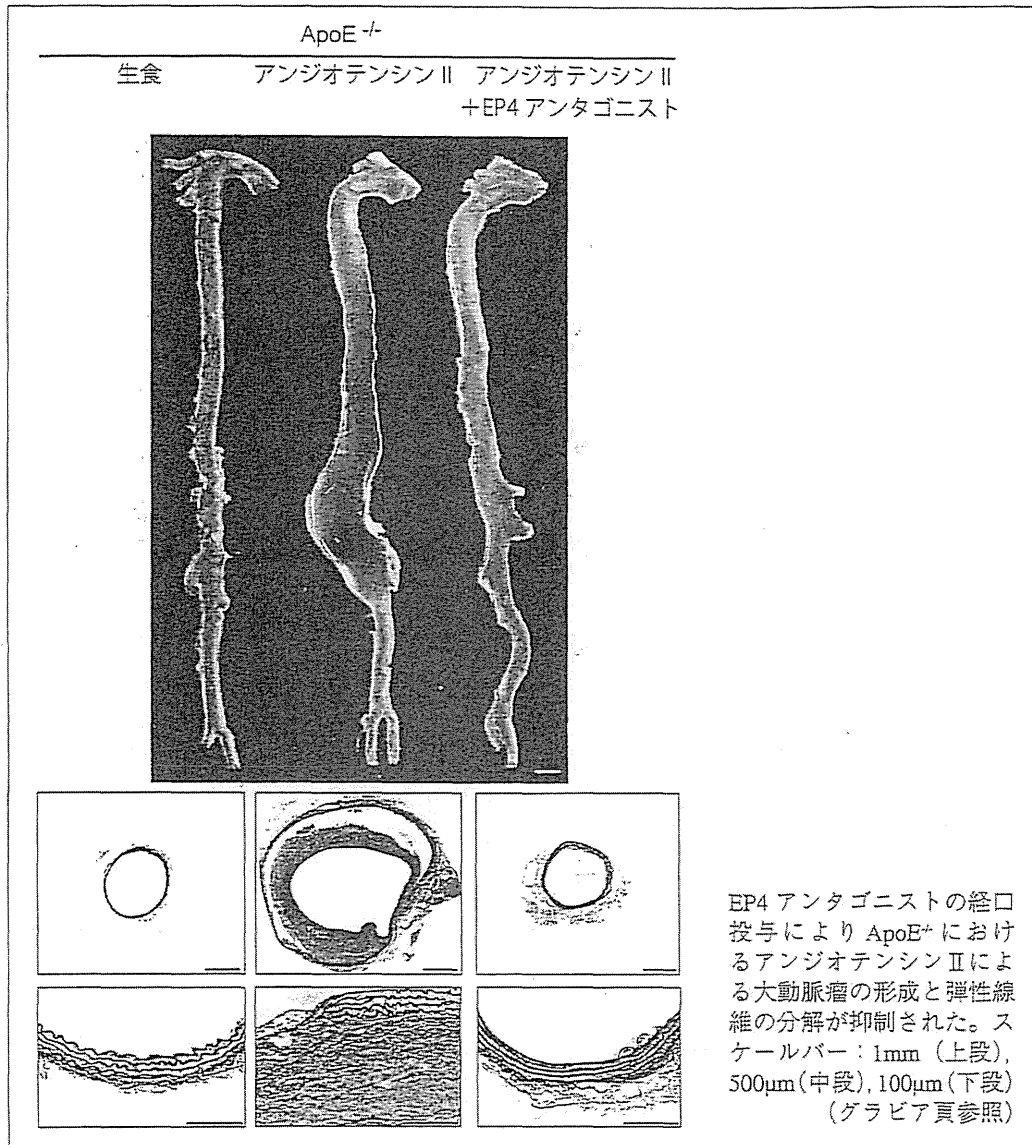 ApoE -/-
生食 アンジオテンシンⅡ アンジオテンシンⅡ
+EP4 アンタゴニスト
EP4 アンタゴニストの経口
投与により ApoE-/- におけ
るアンジオテンシンⅡによ
る大動脈瘤の形成と弾性線
維の分解が抑制された。ス
ケールバー：1mm（上段），
500μm（中段），100μm（下段）
（グラビア頁参照）